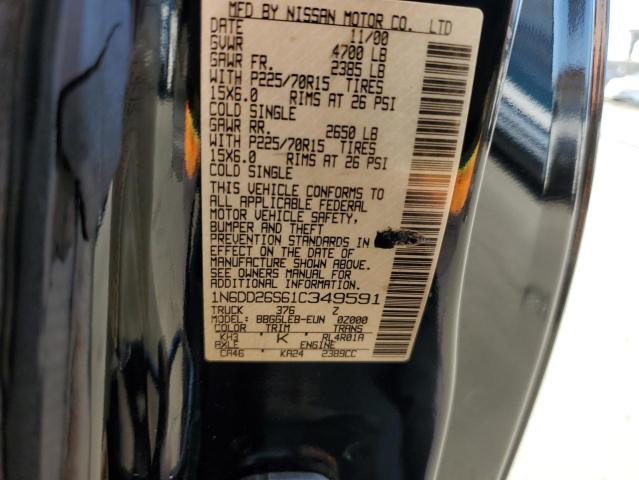 MFD BY NISSAN MOTOR CO., LTD
DATE 11/00
GVWR 4700 LB
GAWR FR. 2385 LB
WITH P225/70R15 TIRES
15X6.0 RIMS AT 26 PSI
COLD SINGLE
GAWR RR. 2650 LB
WITH P225/70R15 TIRES
15X6.0 RIMS AT 26 PSI
COLD SINGLE
THIS VEHICLE CONFORMS TO
ALL APPLICABLE FEDERAL
MOTOR VEHICLE SAFETY,
BUMPER AND THEFT
PREVENTION STANDARDS IN
EFFECT ON THE DATE OF
MANUFACTURE SHOWN ABOVE.
SEE OWNERS MANUAL FOR
ADDITIONAL INFORMATION
1N6DD26S61C349591
TRUCK 376 Z
MODEL: BBGGLEB-EUN 0Z000
COLOR TRIM TRANS
KH3 K RL4R01A
AXLE ENGINE
CA46 KA24 2389CC